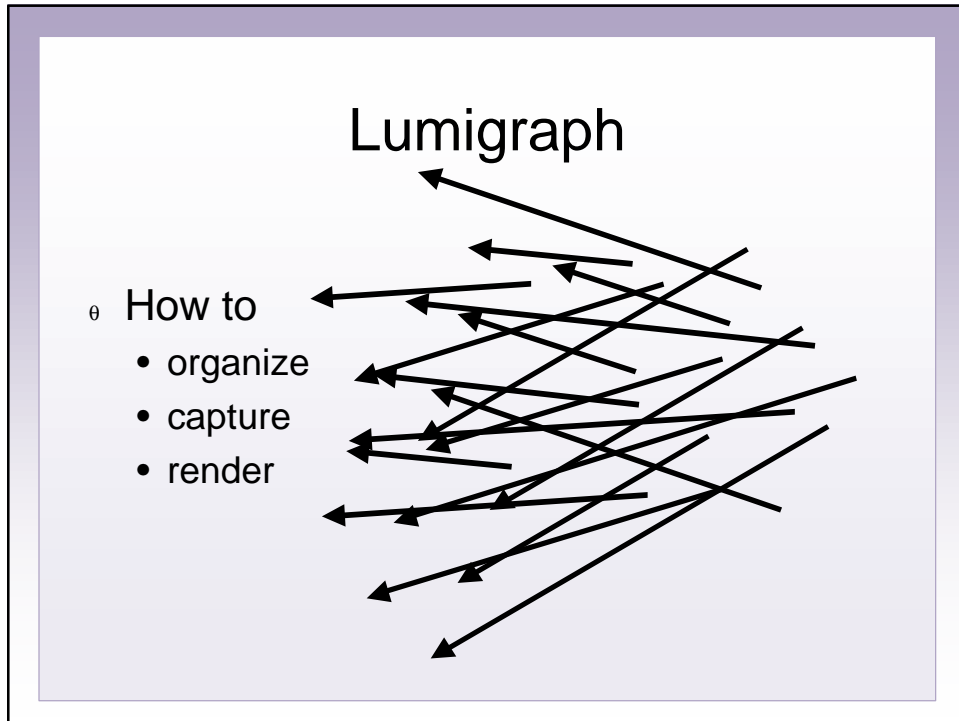 Lumigraph
θ How to
• organize
• capture
• render